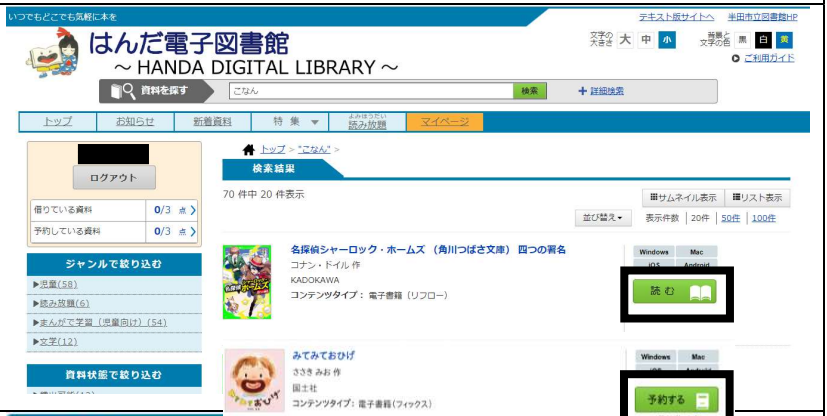 いつでもどこでも気軽に本を
テキスト版サイトへ 半田市立図書館HP
はんだ電子図書館
～ HANDA DIGITAL LIBRARY ～
文字の大きさ 大 中 小 背景と文字の色 黒 白 黄
ご利用ガイド
資料を探す こなん 検索 + 詳細検索
トップ お知らせ 新着資料 特集 ▼ よみほうだい 読み放題 マイページ
トップ > "こなん" >
検索結果
ログアウト
借りている資料 0/3 点
予約している資料 0/3 点
70 件中 20 件表示
サムネイル表示 リスト表示
並び替え 表示件数 | 20件 | 50件 | 100件
ジャンルで絞り込む
▶児童(58)
▶読み放題(6)
▶まんがで学習（児童向け）(54)
▶文学(12)
資料状態で絞り込む
名探偵シャーロック・ホームズ （角川つばさ文庫） 四つの署名
コナン・ドイル 作
KADOKAWA
コンテンツタイプ： 電子書籍（リフロー）
Windows Mac
iOS Android
読む
みてみておひげ
ささき みお 作
国土社
コンテンツタイプ： 電子書籍(フィックス)
Windows Mac
予約する